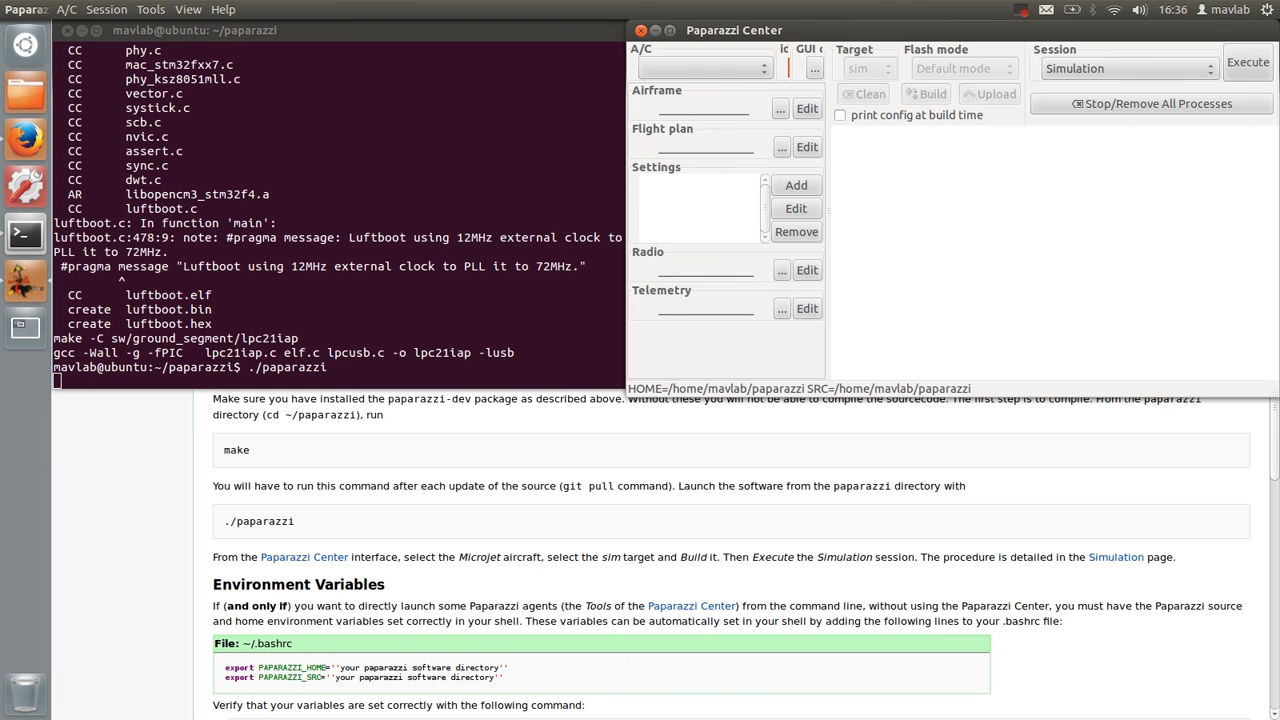 Paparaz A/C Session Tools View Help
16:36 mavlab
mavlab@ubuntu: ~/paparazzi
CC phy.c
CC mac_stm32fxx7.c
CC phy_ksz8051mll.c
CC vector.c
CC systick.c
CC scb.c
CC nvic.c
CC assert.c
CC sync.c
CC dwt.c
AR libopencm3_stm32f4.a
CC luftboot.c
luftboot.c: In function 'main':
luftboot.c:478:9: note: #pragma message: Luftboot using 12MHz external clock to
PLL it to 72MHz.
#pragma message "Luftboot using 12MHz external clock to PLL it to 72MHz."
^
CC luftboot.elf
create luftboot.bin
create luftboot.hex
make -C sw/ground_segment/lpc21iap
gcc -Wall -g -fPIC lpc21iap.c elf.c lpcusb.c -o lpc21iap -lusb
mavlab@ubuntu:~/paparazzi$ ./paparazzi
Paparazzi Center
A/C id GUI c Target Flash mode Session
... sim Default mode Simulation Execute
Airframe Clean Build Upload Stop/Remove All Processes
... Edit print config at build time
Flight plan
... Edit
Settings
Add
Edit
Remove
Radio
... Edit
Telemetry
... Edit
HOME=/home/mavlab/paparazzi SRC=/home/mavlab/paparazzi
Make sure you have installed the paparazzi-dev package as described above. Without these you will not be able to compile the sourcecode. The first step is to compile. From the paparazzi
directory (cd ~/paparazzi), run
make
You will have to run this command after each update of the source (git pull command). Launch the software from the paparazzi directory with
./paparazzi
From the Paparazzi Center interface, select the Microjet aircraft, select the sim target and Build it. Then Execute the Simulation session. The procedure is detailed in the Simulation page.
Environment Variables
If (and only if) you want to directly launch some Paparazzi agents (the Tools of the Paparazzi Center) from the command line, without using the Paparazzi Center, you must have the Paparazzi source
and home environment variables set correctly in your shell. These variables can be automatically set in your shell by adding the following lines to your .bashrc file:
File: ~/.bashrc
export PAPARAZZI_HOME=''your paparazzi software directory''
export PAPARAZZI_SRC=''your paparazzi software directory''
Verify that your variables are set correctly with the following command: